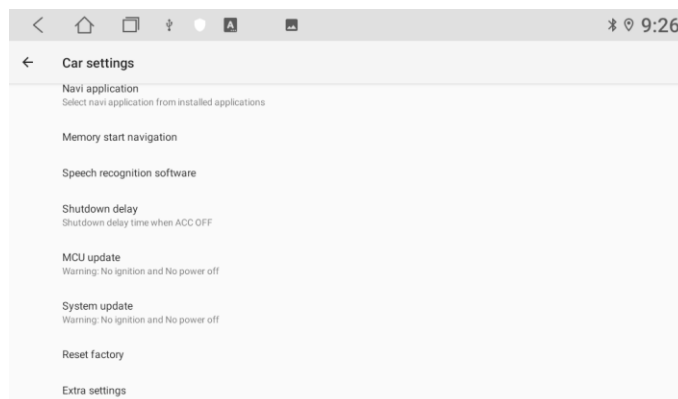 9:26
Car settings
Navi application
Select navi application from installed applications
Memory start navigation
Speech recognition software
Shutdown delay
Shutdown delay time when ACC OFF
MCU update
Warning: No ignition and No power off
System update
Warning: No ignition and No power off
Reset factory
Extra settings